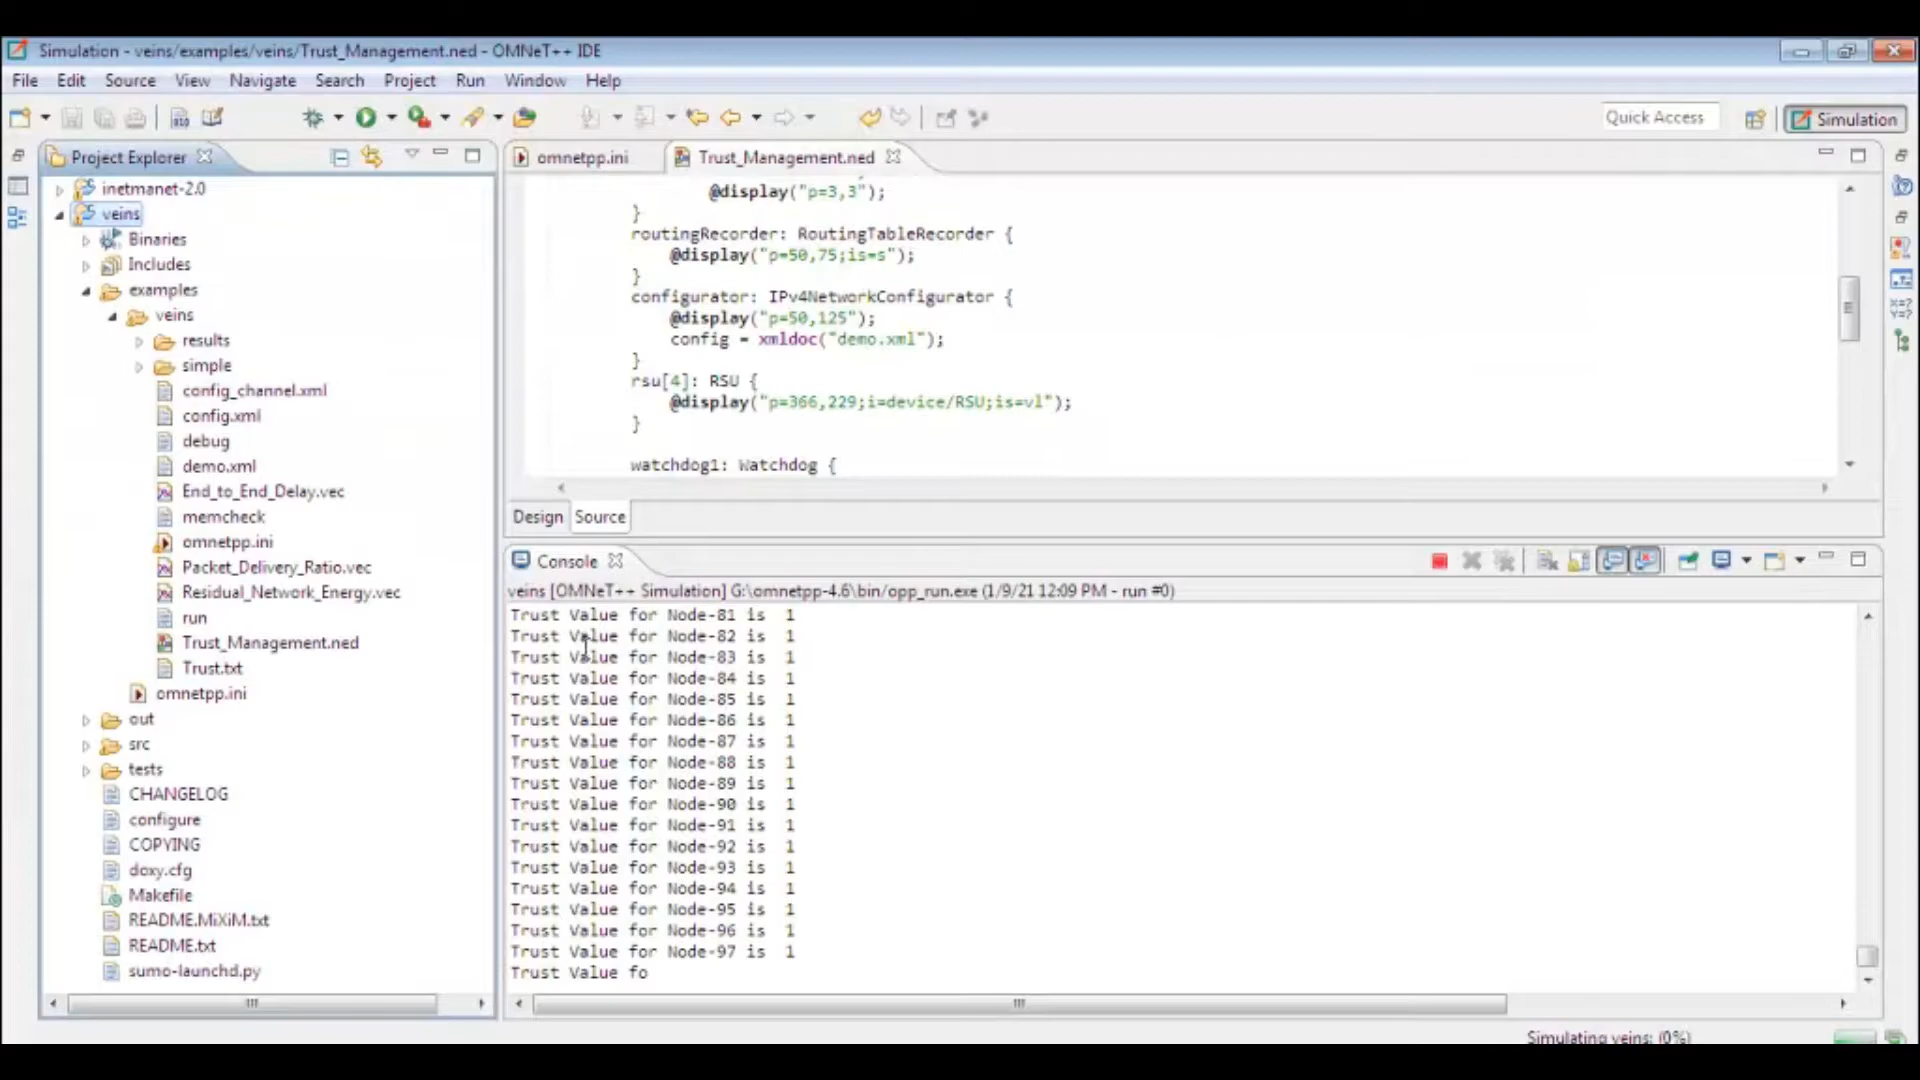 Simulation - veins/examples/veins/Trust_Management.ned - OMNeT++ IDE
File Edit Source View Navigate Search Project Run Window Help
Quick Access
Simulation
Project Explorer
inetmanet-2.0
veins
Binaries
Includes
examples
veins
results
simple
config_channel.xml
config.xml
debug
demo.xml
End_to_End_Delay.vec
memcheck
omnetpp.ini
Packet_Delivery_Ratio.vec
Residual_Network_Energy.vec
run
Trust_Management.ned
Trust.txt
omnetpp.ini
out
src
tests
CHANGELOG
configure
COPYING
doxy.cfg
Makefile
README.MiXiM.txt
README.txt
sumo-launchd.py
omnetpp.ini
Trust_Management.ned
@display("p=3,3");
}
routingRecorder: RoutingTableRecorder {
@display("p=50,75;is=s");
}
configurator: IPv4NetworkConfigurator {
@display("p=50,125");
config = xmldoc("demo.xml");
}
rsu[4]: RSU {
@display("p=366,229;i=device/RSU;is=vl");
}
watchdog1: Watchdog {
Design Source
Console
veins [OMNeT++ Simulation] G:\omnetpp-4.6\bin/opp_run.exe (1/9/21 12:09 PM - run #0)
Trust Value for Node-81 is 1
Trust Value for Node-82 is 1
Trust Value for Node-83 is 1
Trust Value for Node-84 is 1
Trust Value for Node-85 is 1
Trust Value for Node-86 is 1
Trust Value for Node-87 is 1
Trust Value for Node-88 is 1
Trust Value for Node-89 is 1
Trust Value for Node-90 is 1
Trust Value for Node-91 is 1
Trust Value for Node-92 is 1
Trust Value for Node-93 is 1
Trust Value for Node-94 is 1
Trust Value for Node-95 is 1
Trust Value for Node-96 is 1
Trust Value for Node-97 is 1
Trust Value fo
Simulating veins: (0%)